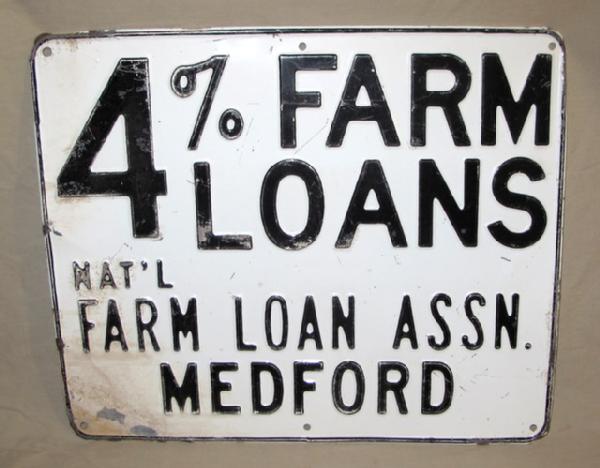 4% FARM
LOANS
NAT'L
FARM LOAN ASSN.
MEDFORD